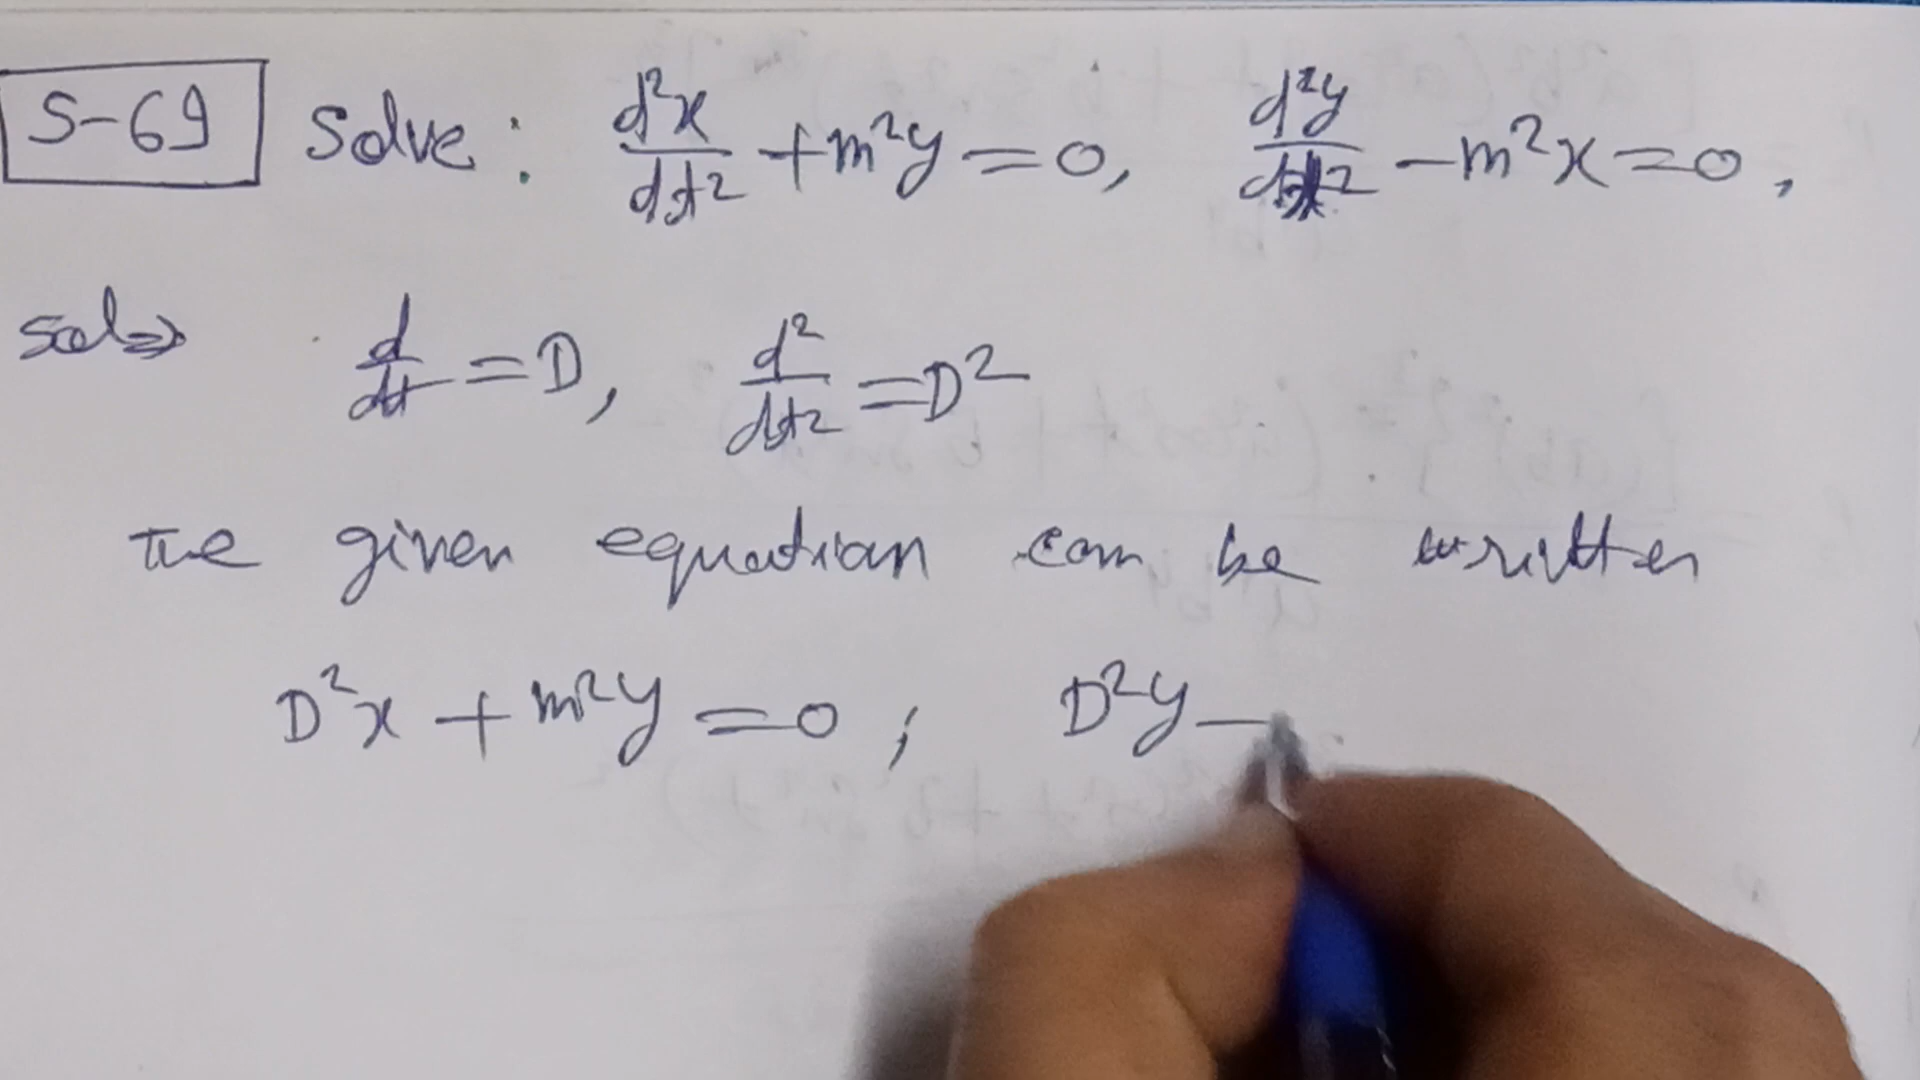 S-69 Solve: d²x/dt² + m²y = 0, d²y/dt² - m²x = 0,
sol⇒ d/dt = D, d²/dt² = D²
The given equation can be written
D²x + m²y = 0 ; D²y -